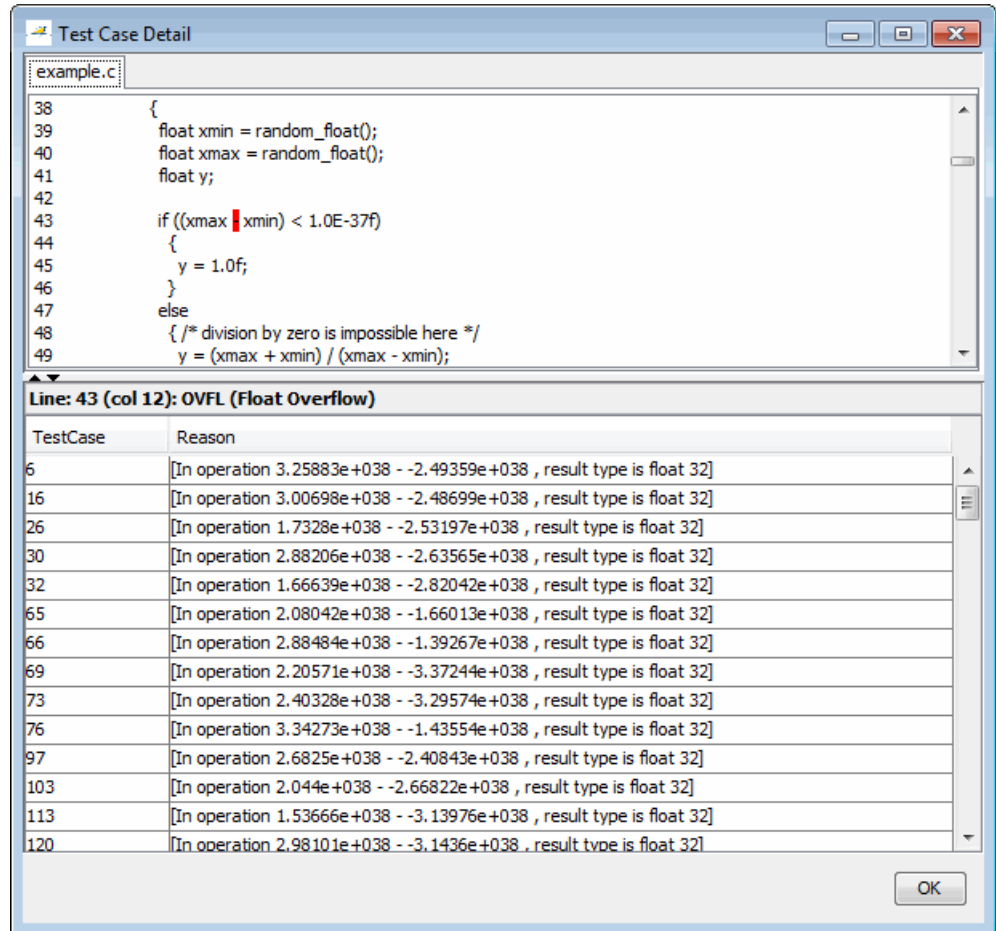 Test Case Detail
example.c
38 {
39 float xmin = random_float();
40 float xmax = random_float();
41 float y;
42
43 if ((xmax - xmin) < 1.0E-37f)
44 {
45 y = 1.0f;
46 }
47 else
48 { /* division by zero is impossible here */
49 y = (xmax + xmin) / (xmax - xmin);
Line: 43 (col 12): OVFL (Float Overflow)
TestCase Reason
6 [In operation 3.25883e+038 - -2.49359e+038 , result type is float 32]
16 [In operation 3.00698e+038 - -2.48699e+038 , result type is float 32]
26 [In operation 1.7328e+038 - -2.53197e+038 , result type is float 32]
30 [In operation 2.88206e+038 - -2.63565e+038 , result type is float 32]
32 [In operation 1.66639e+038 - -2.82042e+038 , result type is float 32]
65 [In operation 2.08042e+038 - -1.66013e+038 , result type is float 32]
66 [In operation 2.88484e+038 - -1.39267e+038 , result type is float 32]
69 [In operation 2.20571e+038 - -3.37244e+038 , result type is float 32]
73 [In operation 2.40328e+038 - -3.29574e+038 , result type is float 32]
76 [In operation 3.34273e+038 - -1.43554e+038 , result type is float 32]
97 [In operation 2.6825e+038 - -2.40843e+038 , result type is float 32]
103 [In operation 2.044e+038 - -2.66822e+038 , result type is float 32]
113 [In operation 1.53666e+038 - -3.13976e+038 , result type is float 32]
120 [In operation 2.98101e+038 - -3.1436e+038 , result type is float 32]
OK